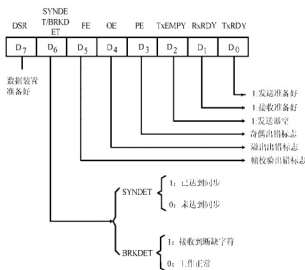 SYNDE
DSR T/BRKD FE OE PE TxEMPY RxRDY TxRDY
ET
D7 D6 D5 D4 D3 D2 D1 D0
数据装置
准备好
1:发送准备好
1:接收准备好
1:发送器空
奇偶出错标志
溢出出错标志
帧校验出错标志
1：已达到同步
SYNDET
0：未达到同步
1：接收到断缺字符
BRKDET
0：工作正常